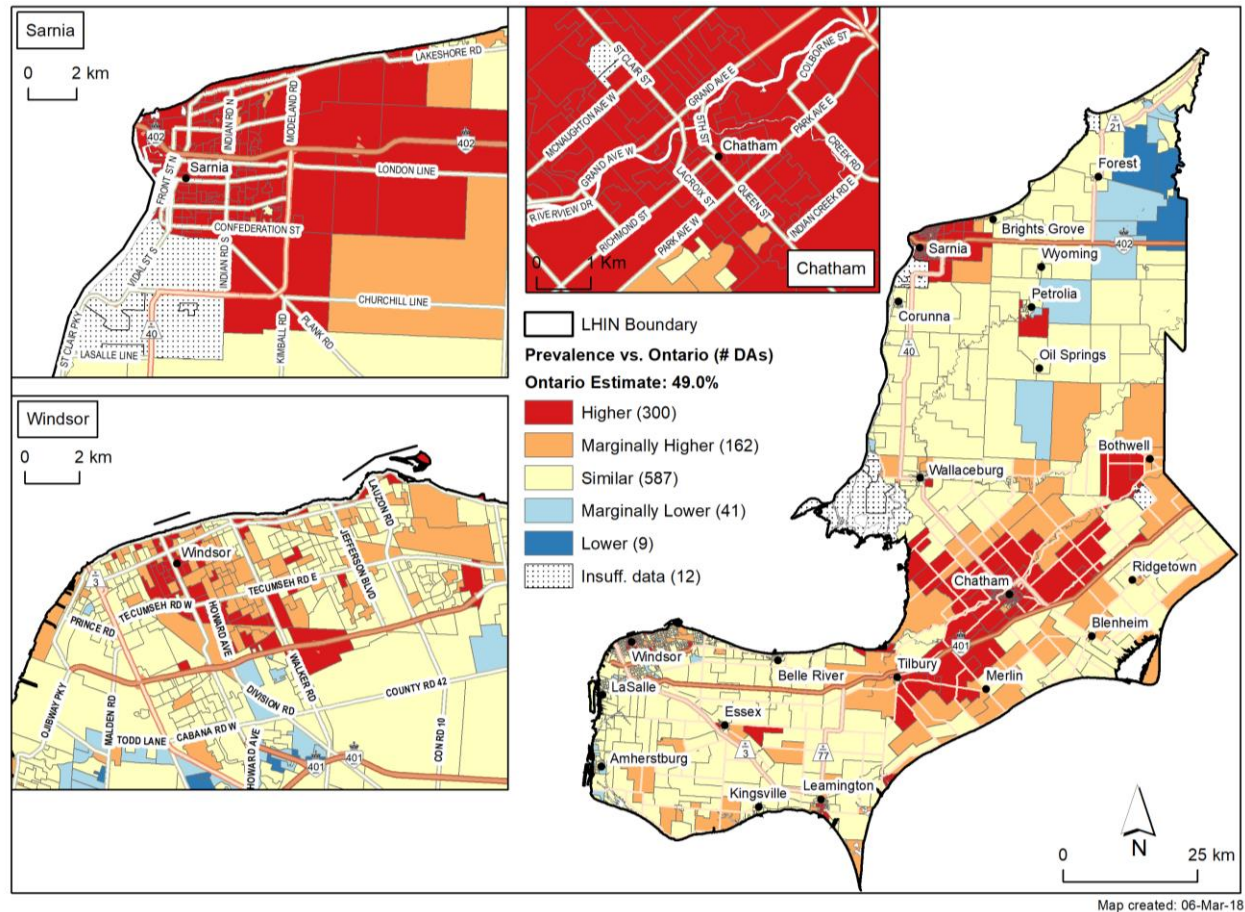 Sarnia
0 2 km
LAKESHORE RD
INDIAN RD N
MODELAND RD
402
402
FRONT ST N
Sarnia
LONDON LINE
CONFEDERATION ST
VIDAL ST S
INDIAN RD S
CHURCHILL LINE
ST CLAIR PKY
40
PLANK RD
LASALLE LINE
KIMBALL RD
ST CLAIR ST
COLBORNE ST
GRAND AVE E
MCNAUGHTON AVE W
5TH ST
PARK AVE E
Chatham
GRAND AVE W
CREEK RD
LACROIX ST
RIVERVIEW DR
QUEEN ST
RICHMOND ST
PARK AVE W
INDIAN CREEK RD E
0 1 Km
Chatham
LHIN Boundary
Prevalence vs. Ontario (# DAs)
Ontario Estimate: 49.0%
Higher (300)
Marginally Higher (162)
Similar (587)
Marginally Lower (41)
Lower (9)
Insuff. data (12)
Windsor
0 2 km
LAUZON RD
Windsor
JEFFERSON BLVD
3
TECUMSEH RD E
TECUMSEH RD W
PRINCE RD
HOWARD AVE
WALKER RD
COUNTY RD 42
DIVISION RD
OJIBWAY PKY
MALDEN RD
CABANA RD W
TODD LANE
HOWARD AVE
401
401
CON RD 10
21
Forest
Brights Grove
Sarnia
402
Wyoming
Petrolia
Corunna
40
Oil Springs
Bothwell
Wallaceburg
Ridgetown
Chatham
Blenheim
401
Windsor
Tilbury
Belle River
Merlin
LaSalle
Essex
3
77
Amherstburg
Leamington
Kingsville
N
0 25 km
Map created: 06-Mar-18